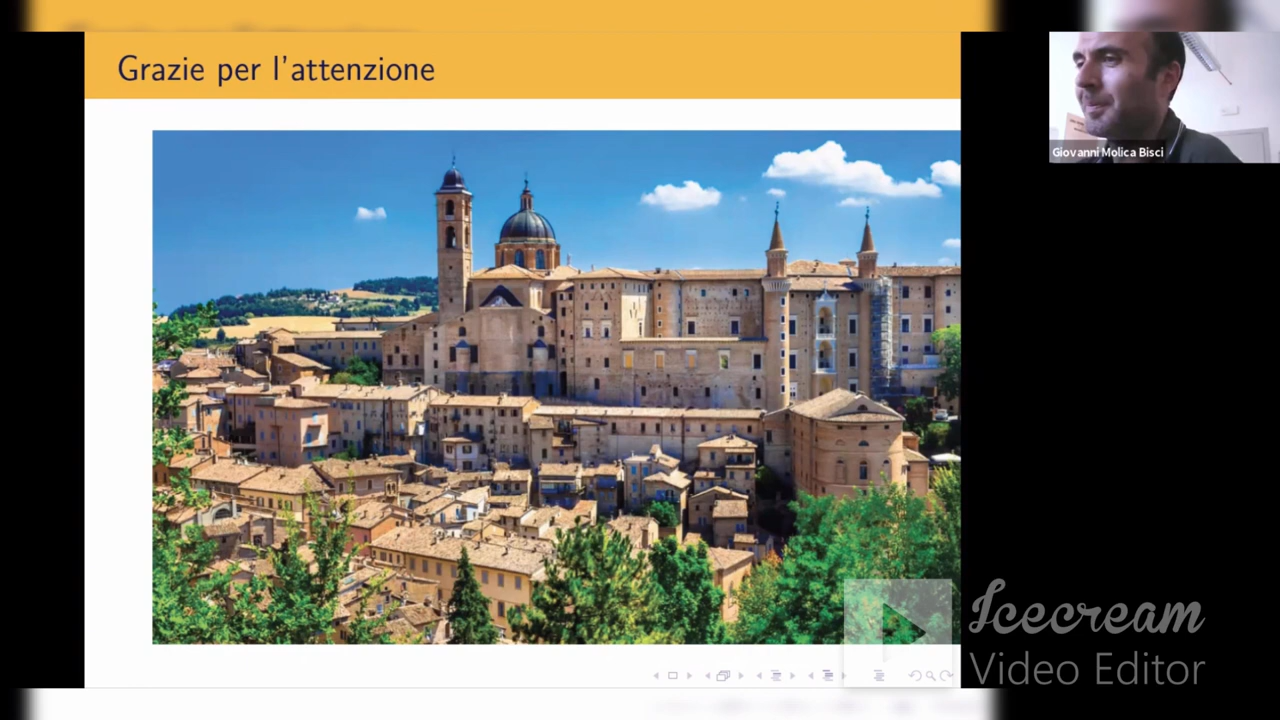 Grazie per l'attenzione
Giovanni Molica Bisci
Icecream
Video Editor